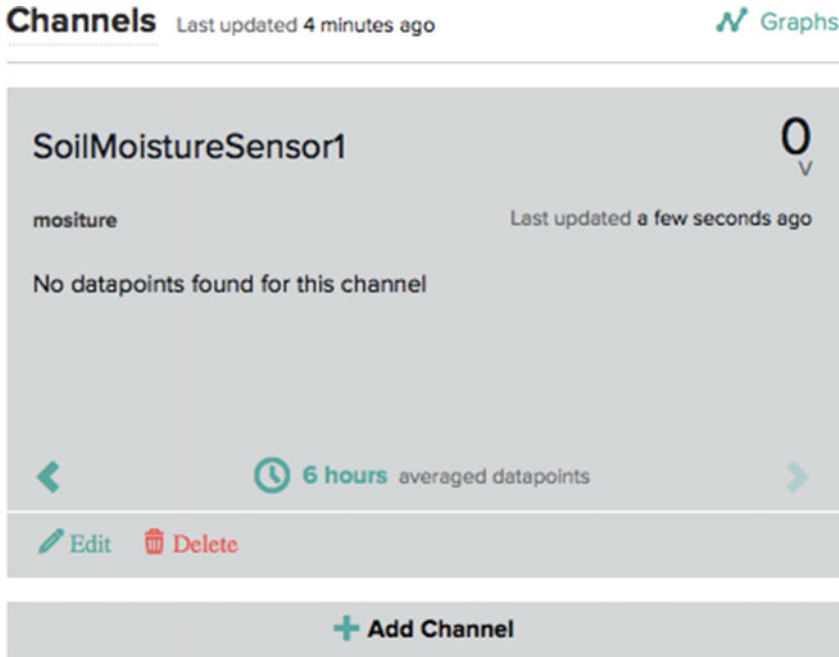 Channels Last updated 4 minutes ago Graphs
SoilMoistureSensor1 0
V
mositure Last updated a few seconds ago
No datapoints found for this channel
6 hours averaged datapoints
Edit Delete
Add Channel